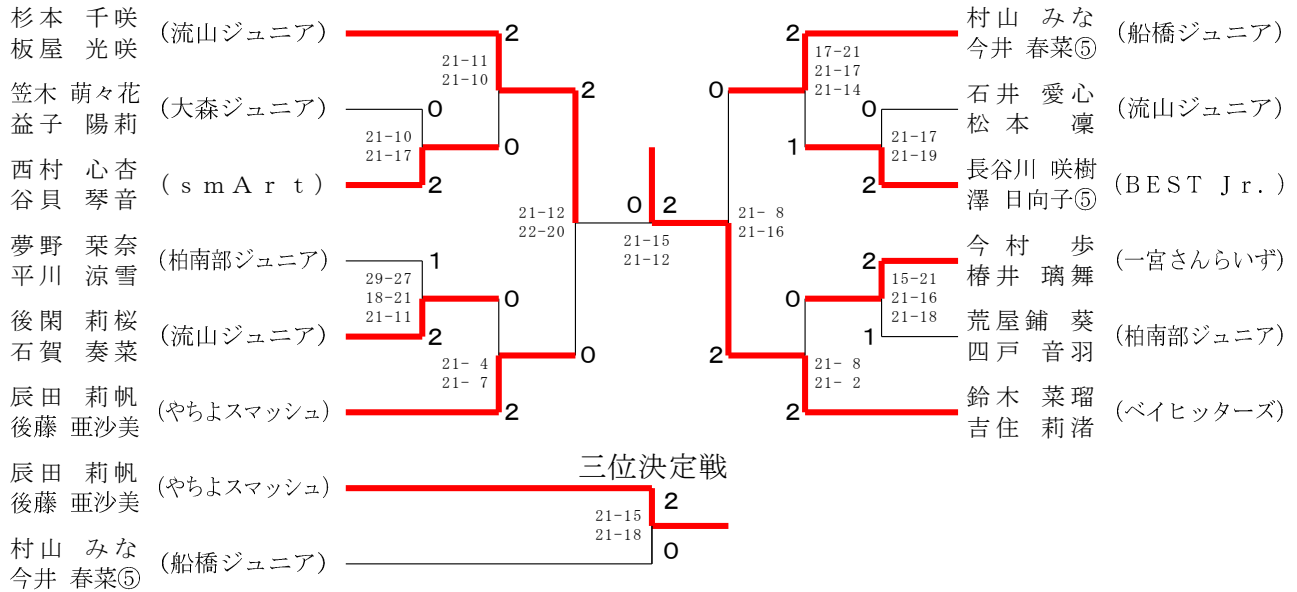 杉本 千咲
板屋 光咲
(流山ジュニア)
笠木 萌々花
益子 陽莉
(大森ジュニア)
西村 心杏
谷貝 琴音
(smArt)
夢野 栞奈
平川 涼雪
(柏南部ジュニア)
後閑 莉桜
石賀 奏菜
(流山ジュニア)
辰田 莉帆
後藤 亜沙美
(やちよスマッシュ)
2
21-11
21-10
0
0
21-10
21-17
2
2
21-12
22-20
1
29-27
18-21
21-11
2
0
21- 4
21- 7
2
0
0 2
21-15
21-12
2
17-21
21-17
21-14
0
1
0
21-17
21-19
2
21- 8
21-16
2
15-21
21-16
21-18
1
0
2
21- 8
21- 2
2
村山 みな
今井 春菜⑤
(船橋ジュニア)
石井 愛心
松本 凜
(流山ジュニア)
長谷川 咲樹
澤 日向子⑤
(BEST Jr.)
今村 歩
椿井 璃舞
(一宮さんらいず)
荒屋鋪 葵
四戸 音羽
(柏南部ジュニア)
鈴木 菜瑠
吉住 莉渚
(ベイヒッターズ)
三位決定戦
辰田 莉帆
後藤 亜沙美
(やちよスマッシュ)
2
21-15
21-18
0
村山 みな
今井 春菜⑤
(船橋ジュニア)